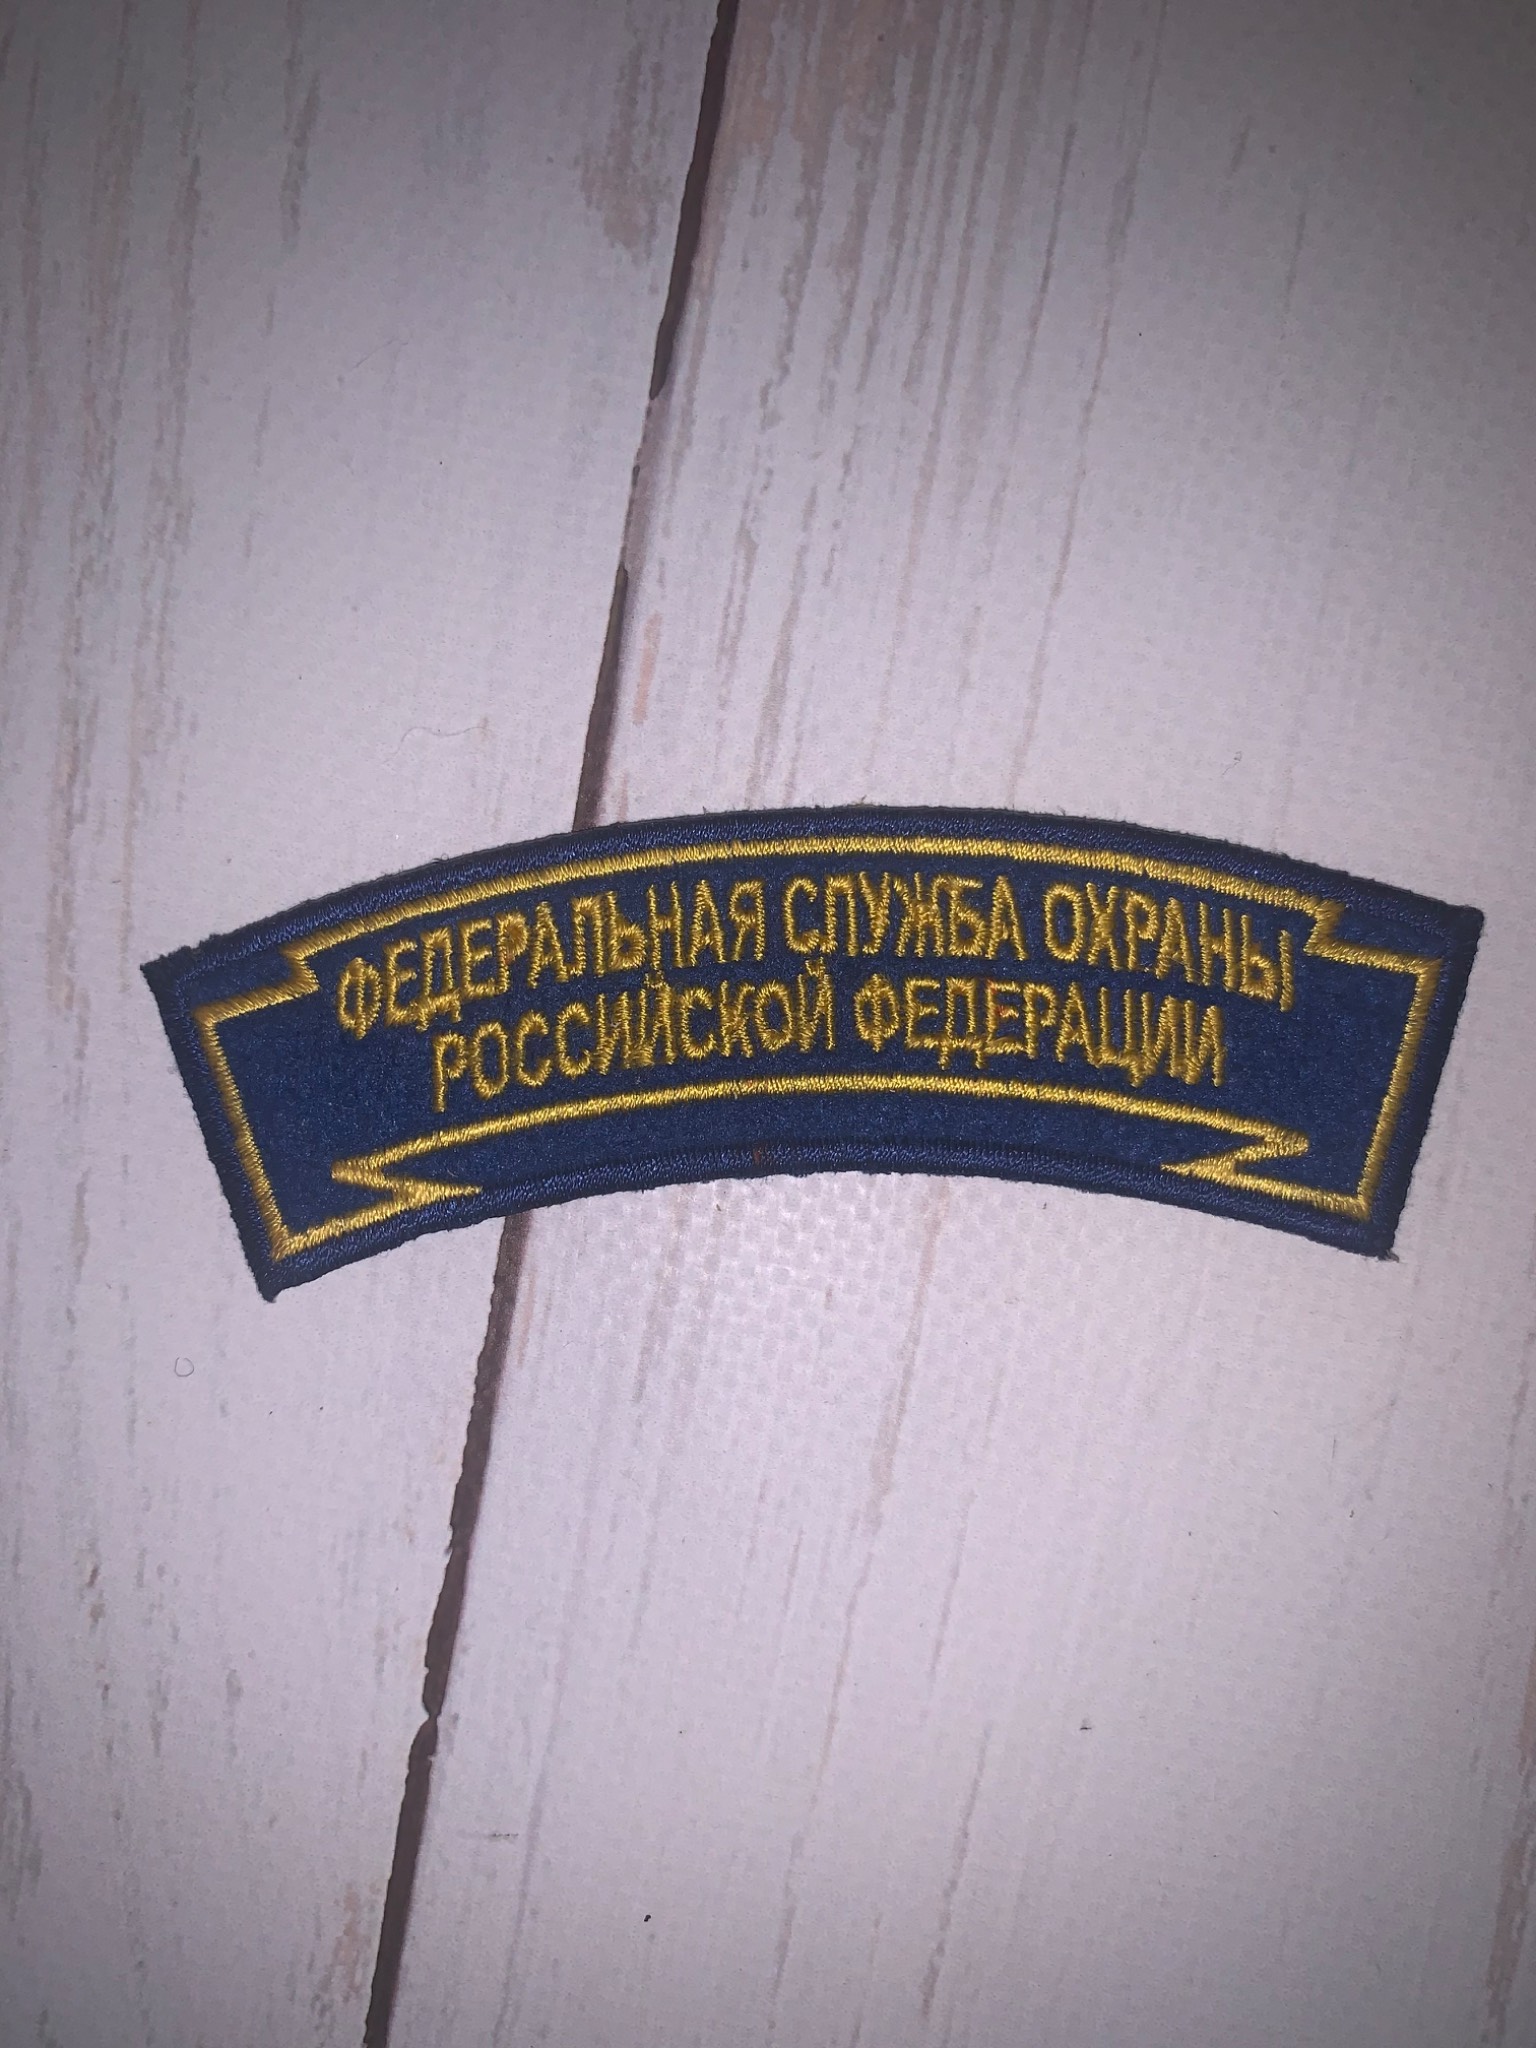 ФЕДЕРАЛЬНАЯ СЛУЖБА ОХРАНЫ
РОССИЙСКОЙ ФЕДЕРАЦИИ